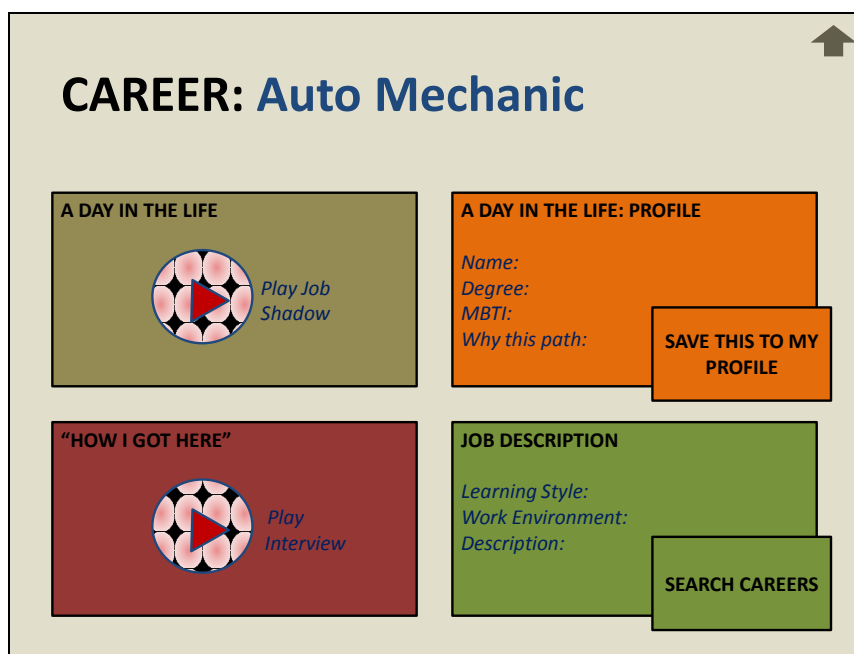 CAREER: Auto Mechanic
A DAY IN THE LIFE
Play Job
Shadow
A DAY IN THE LIFE: PROFILE
Name:
Degree:
MBTI:
Why this path:
SAVE THIS TO MY
PROFILE
“HOW I GOT HERE”
Play
Interview
JOB DESCRIPTION
Learning Style:
Work Environment:
Description:
SEARCH CAREERS